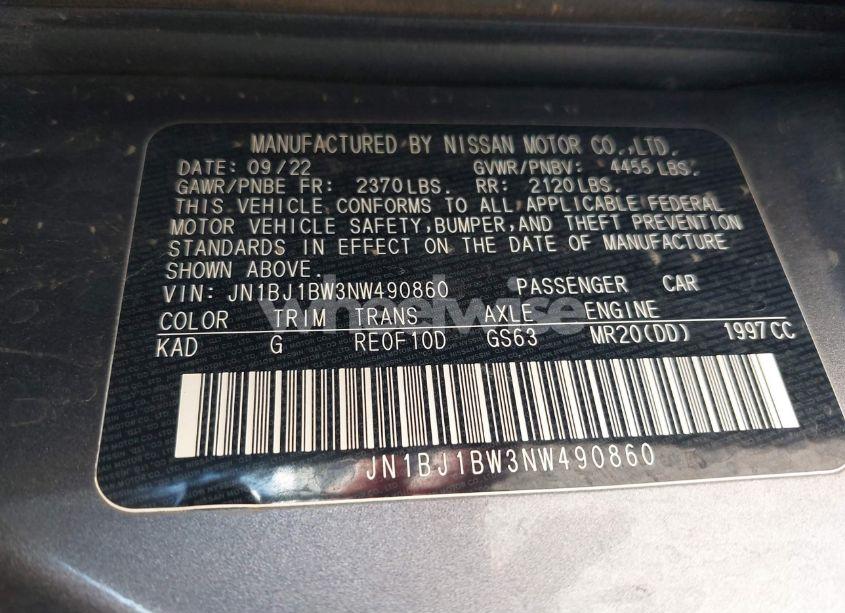 MANUFACTURED BY NISSAN MOTOR CO.,LTD.
DATE: 09/22 GVWR/PNBV: 4455 LBS.
GAWR/PNBE FR: 2370 LBS. RR: 2120 LBS.
THIS VEHICLE CONFORMS TO ALL APPLICABLE FEDERAL
MOTOR VEHICLE SAFETY,BUMPER,AND THEFT PREVENTION
STANDARDS IN EFFECT ON THE DATE OF MANUFACTURE
SHOWN ABOVE.
VIN: JN1BJ1BW3NW490860 PASSENGER CAR
wheelwise
COLOR TRIM TRANS AXLE ENGINE
KAD G RE0F10D GS63 MR20(DD) 1997 CC
JN1BJ1BW3NW490860